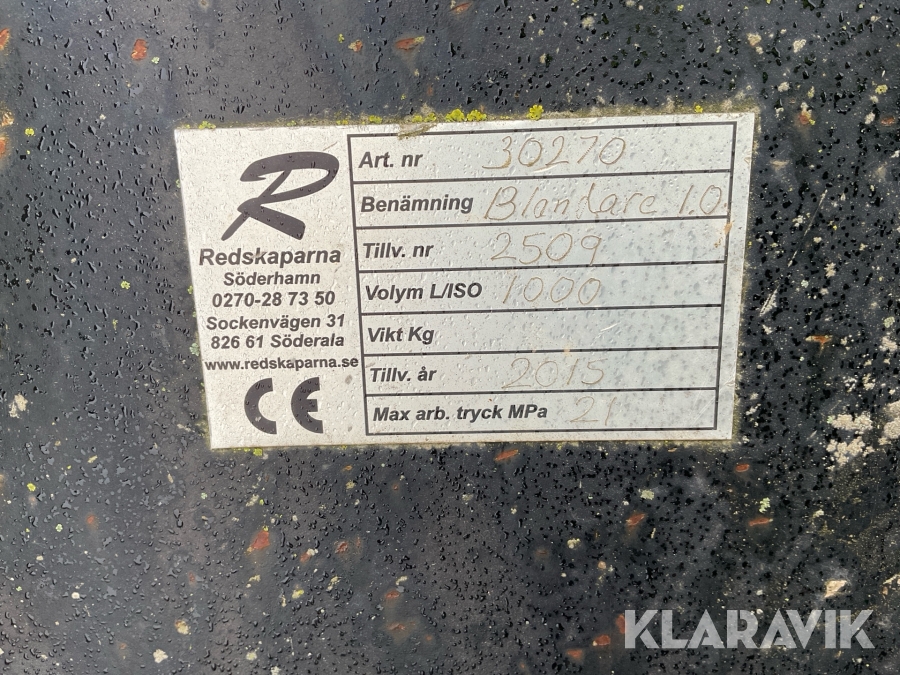 R
Redskaparna
Söderhamn
0270-28 73 50
Sockenvägen 31
826 61 Söderala
www.redskaparna.se
CE
Art. nr 30270
Benämning Blandare 1.0
Tillv. nr 2509
Volym L/ISO 1000
Vikt Kg
Tillv. år 2015
Max arb. tryck MPa 21
KLARAVIK